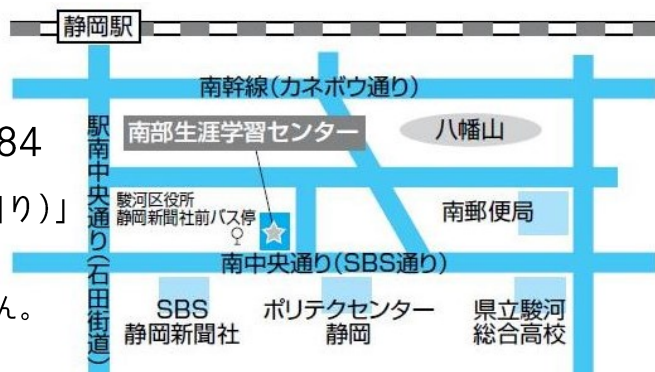 静岡駅
南幹線(カネボウ通り)
84
駅南中央通り(石田街道)
南部生涯学習センター
八幡山
り)」
駿河区役所
静岡新聞社前バス停
南郵便局
南中央通り(SBS通り)
ん。
SBS
静岡新聞社
ポリテクセンター
静岡
県立駿河
総合高校